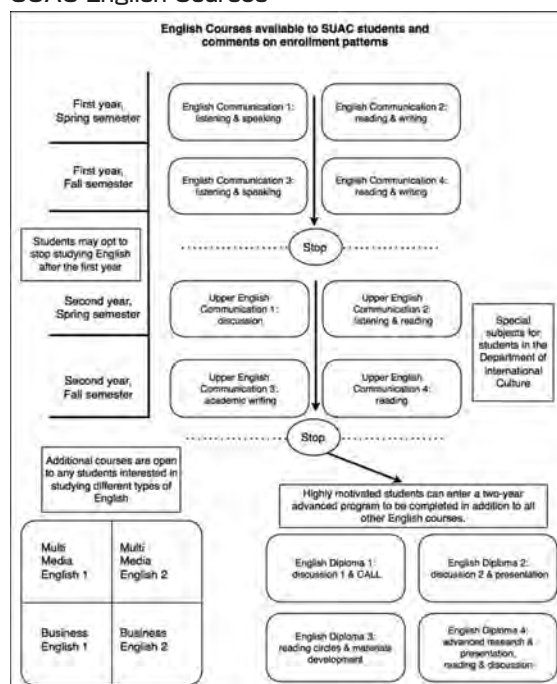 SUAC English Courses
English Courses available to SUAC students and
comments on enrollment patterns
First year,
Spring semester
English Communication 1:
listening & speaking
English Communication 2:
reading & writing
First year,
Fall semester
English Communication 3:
listening & speaking
English Communication 4:
reading & writing
Students may opt to
stop studying English
after the first year
Stop
Second year,
Spring semester
Upper English
Communication 1:
discussion
Upper English
Communication 2:
listening & reading
Special
subjects for
students in the
Department of
International
Culture
Second year,
Fall semester
Upper English
Communication 3:
academic writing
Upper English
Communication 4:
reading
Stop
Additional courses are open
to any students interested in
studying different types of
English
Highly motivated students can enter a two-year
advanced program to be completed in addition to all
other English courses.
Multi
Media
English 1
Multi
Media
English 2
Business
English 1
Business
English 2
English Diploma 1:
discussion 1 & CALL
English Diploma 2:
discussion 2 & presentation
English Diploma 3:
reading circles & materials
development
English Diploma 4:
advanced research &
presentation,
reading & discussion